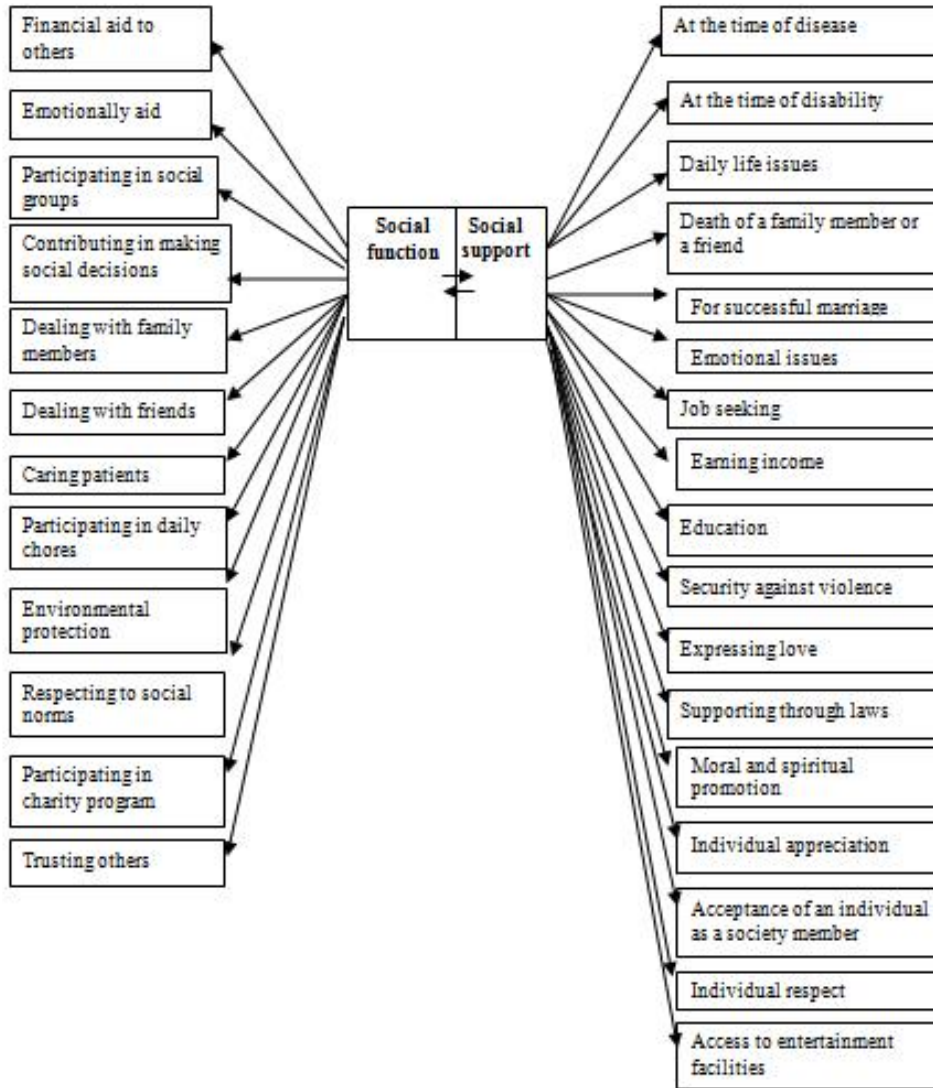 Financial aid to
others
Emotionally aid
Participating in social
groups
Contributing in making
social decisions
Dealing with family
members
Dealing with friends
Caring patients
Participating in daily
chores
Environmental
protection
Respecting to social
norms
Participating in
charity program
Trusting others
Social
function
Social
support
At the time of disease
At the time of disability
Daily life issues
Death of a family member or
a friend
For successful marriage
Emotional issues
Job seeking
Earning income
Education
Security against violence
Expressing love
Supporting through laws
Moral and spiritual
promotion
Individual appreciation
Acceptance of an individual
as a society member
Individual respect
Access to entertainment
facilities